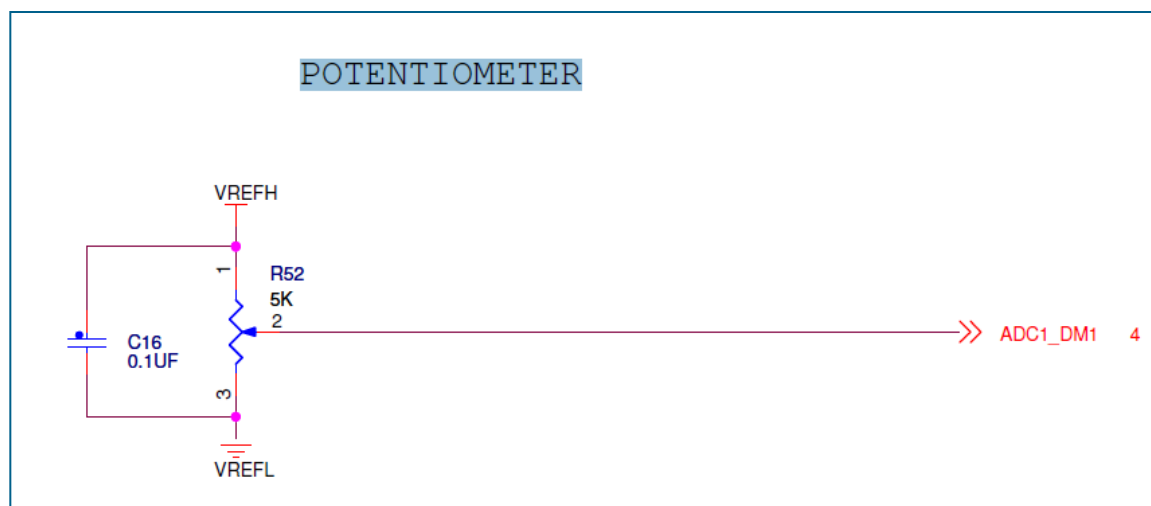 POTENTIOMETER
VREFH
1
R52
5K
2
C16
0.1UF
ADC1_DM1 4
3
VREFL